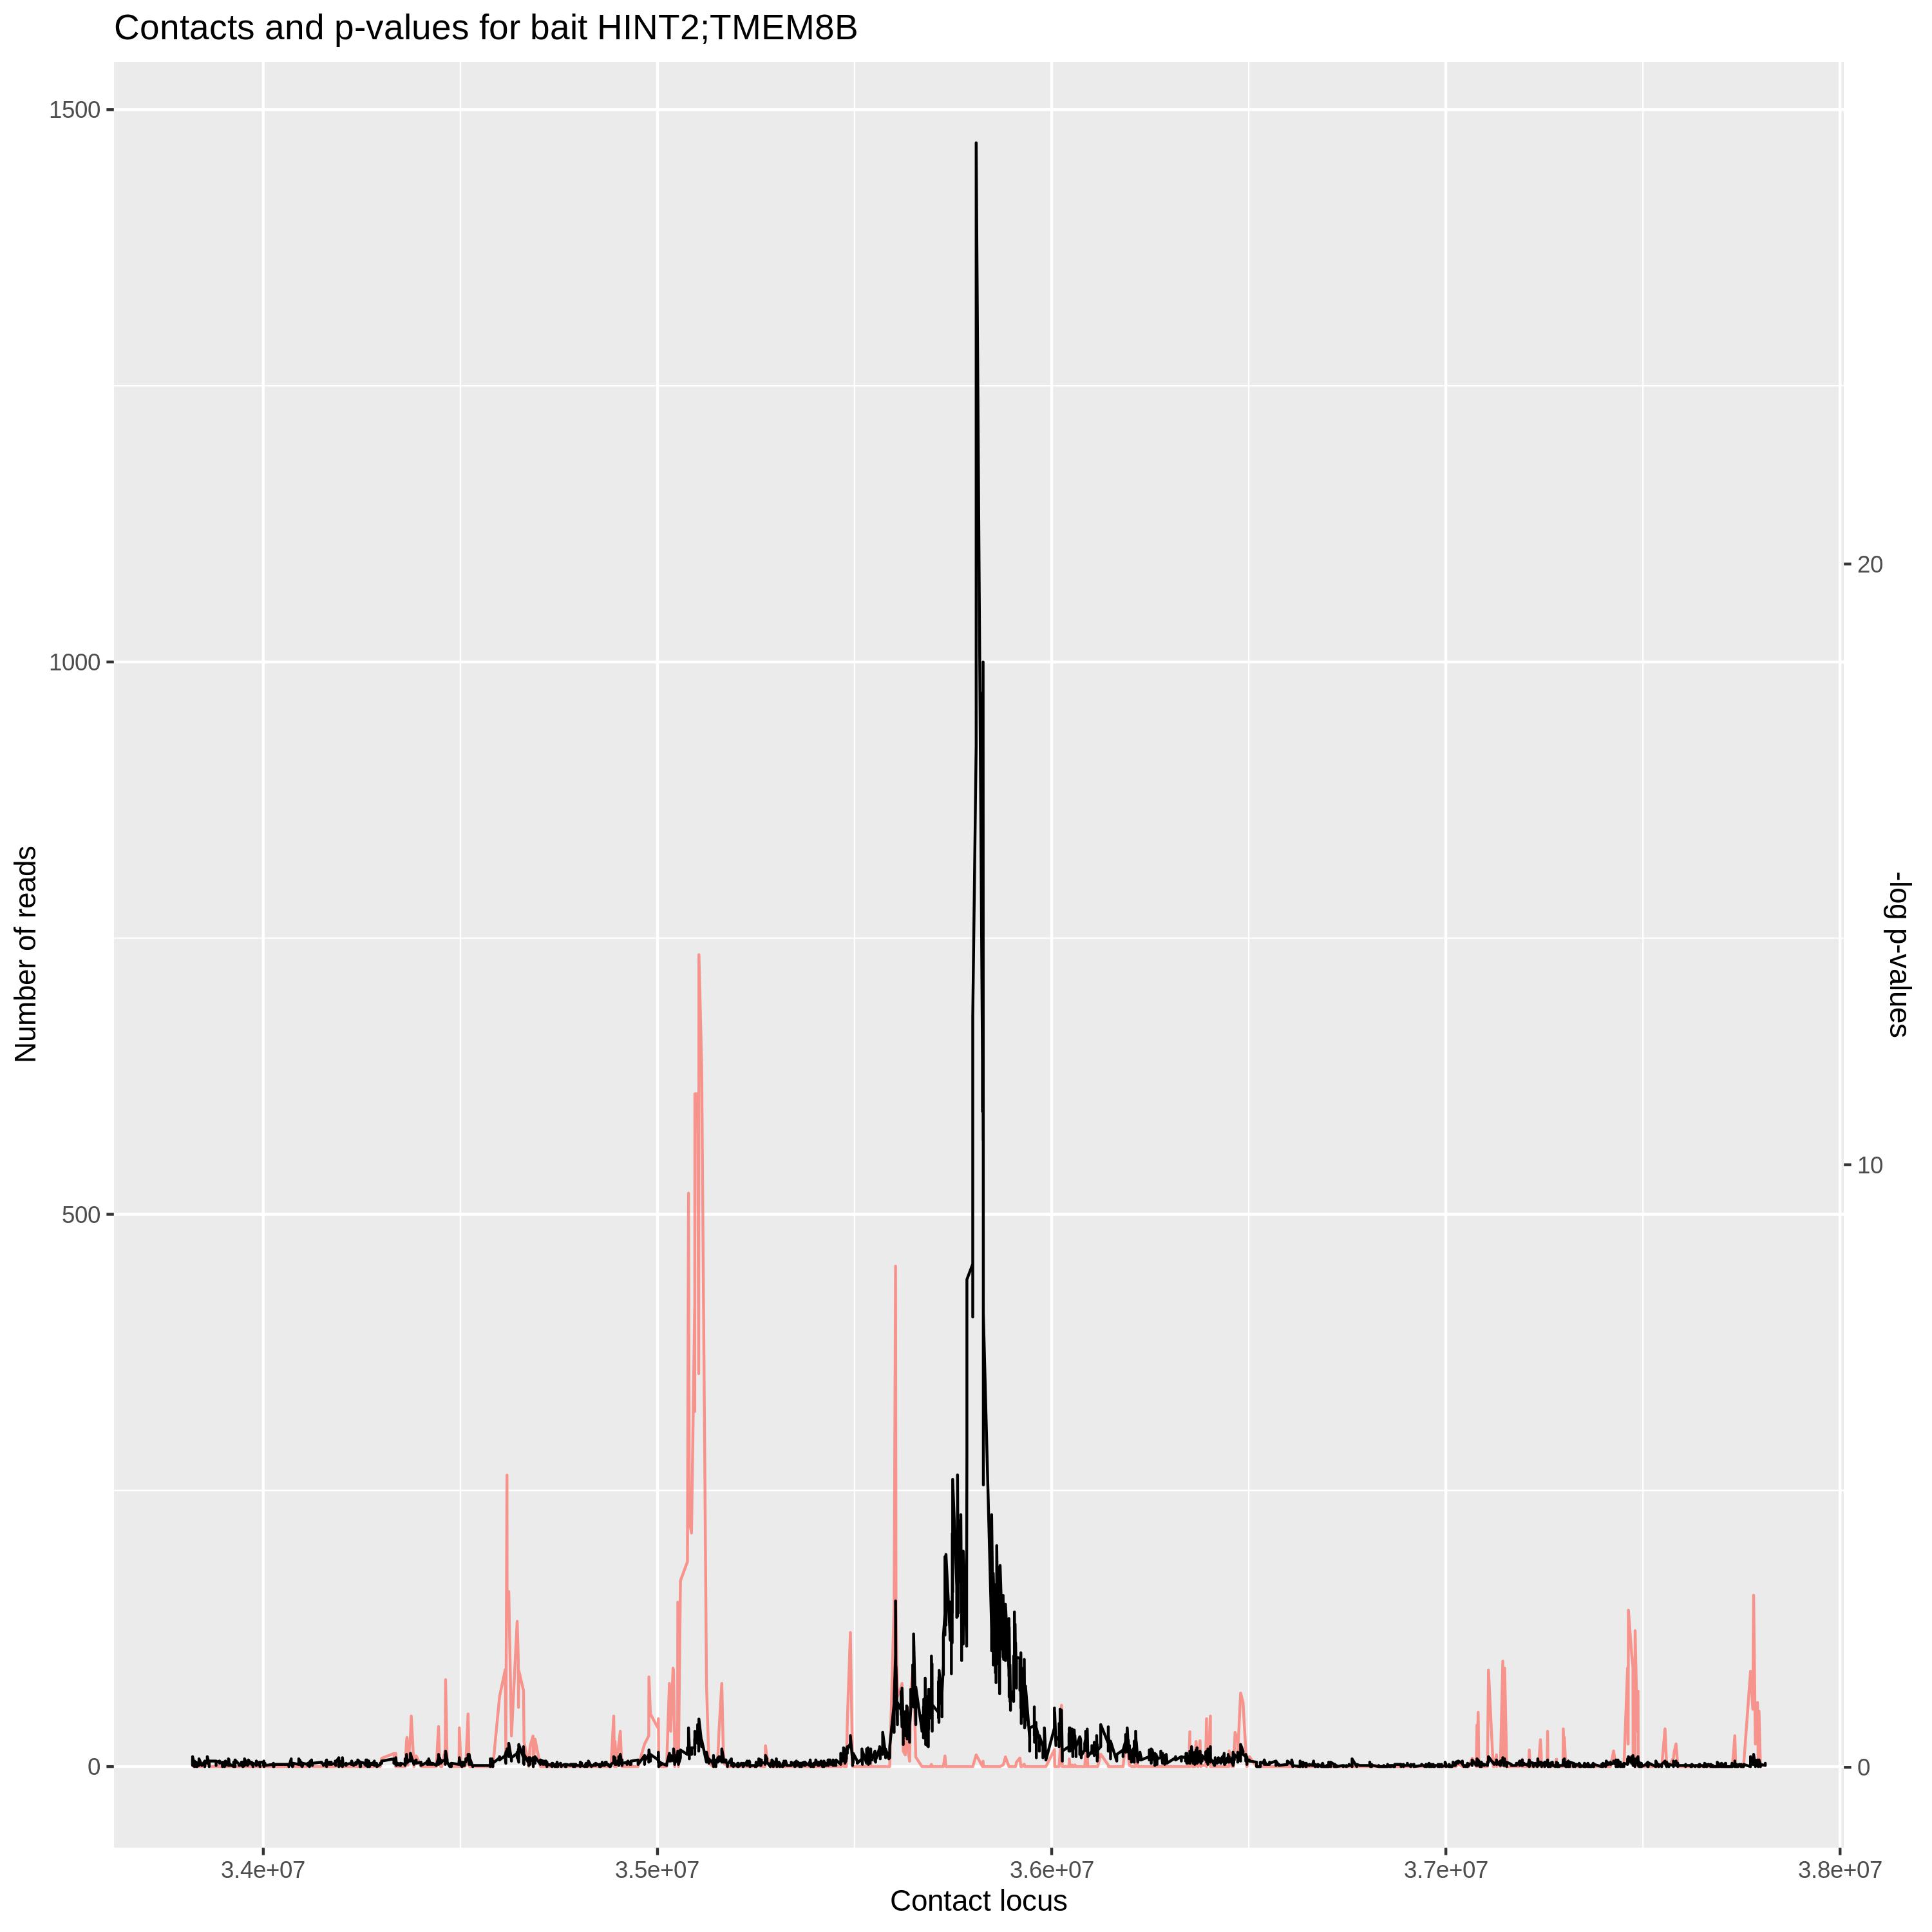 Contacts and p-values for bait HINT2;TMEM8B
1500
1000
500
0
Number of reads
20
10
0
-log p-values
3.4e+07
3.5e+07
3.6e+07
3.7e+07
3.8e+07
Contact locus